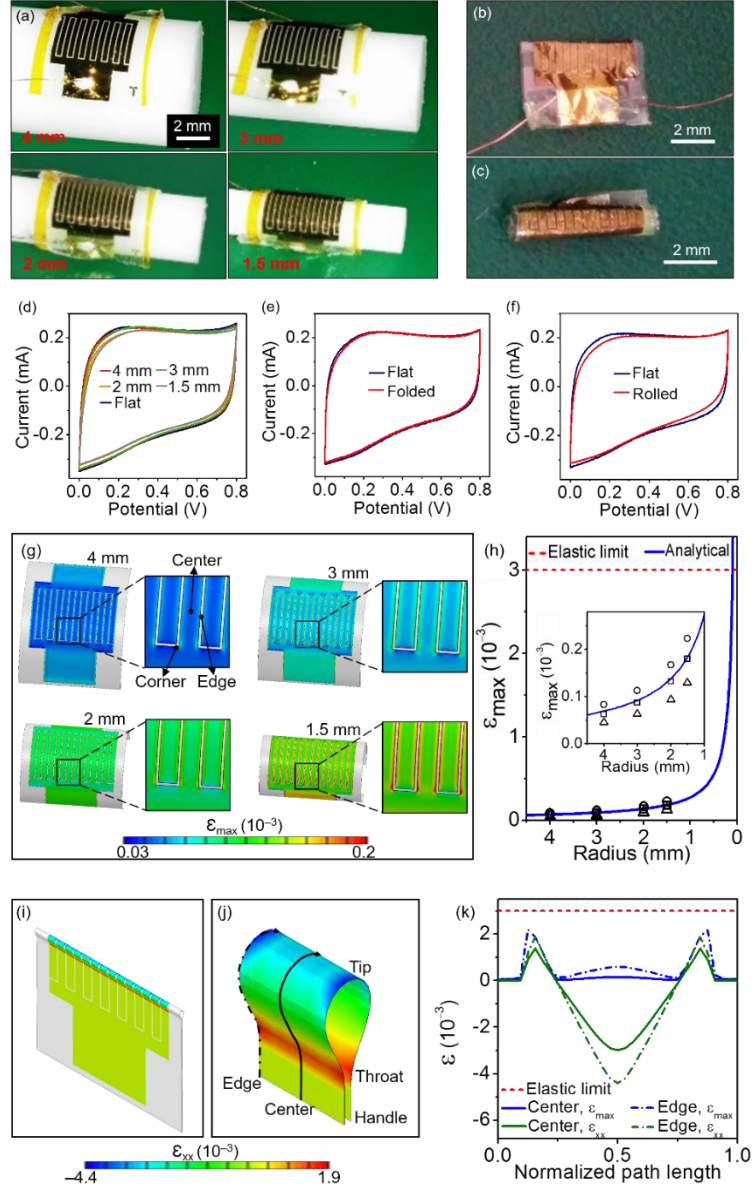 (a)
4 mm
2 mm
3 mm
2 mm
1.5 mm
(b)
2 mm
(c)
2 mm
(d)
Current (mA)
0.2
0.0
-0.2
4 mm
3 mm
2 mm
1.5 mm
Flat
0.0 0.2 0.4 0.6 0.8
Potential (V)
(e)
Current (mA)
0.2
0.0
-0.2
Flat
Folded
0.0 0.2 0.4 0.6 0.8
Potential (V)
(f)
Current (mA)
0.2
0.0
-0.2
Flat
Rolled
0.0 0.2 0.4 0.6 0.8
Potential (V)
(g)
4 mm
Center
Corner
Edge
3 mm
2 mm
1.5 mm
εmax (10⁻³)
0.03
0.2
(h)
Elastic limit
Analytical
εmax (10⁻³)
3
2
1
0
εmax (10⁻³)
0.2
0.1
0.0
4 3 2 1
Radius (mm)
4 3 2 1 0
Radius (mm)
(i)
(j)
Tip
Throat
Edge
Center
Handle
εxx (10⁻³)
−4.4
1.9
(k)
ε (10⁻³)
2
0
-2
-4
-6
Elastic limit
Center, εmax
Edge, εmax
Center, εxx
Edge, εxx
0.0 0.5 1.0
Normalized path length